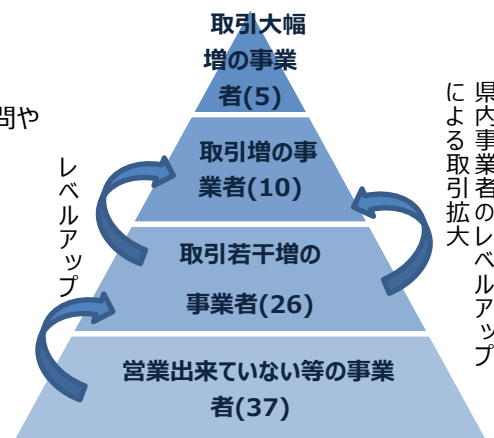 取引大幅
増の事業
者(5)
問や
取引増の事
業者(10)
取引若干増の
事業者(26)
営業出来ていない等の事業
者(37)
レベルアップ
県内事業者のレベルアップ
による取引拡大